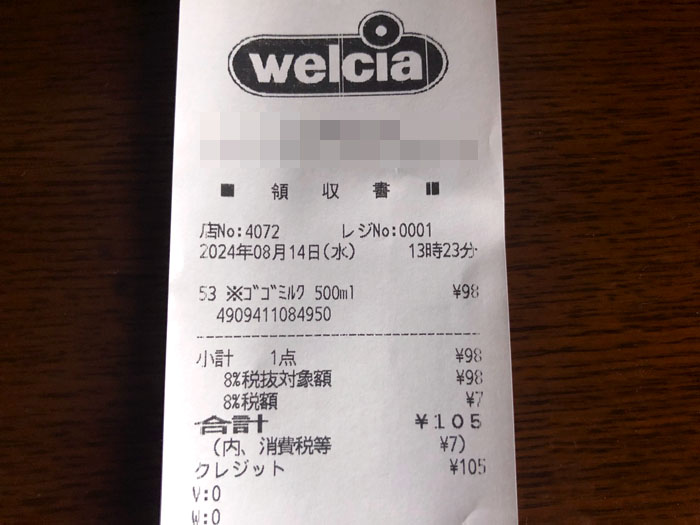 welcia
■ 領収書 ■
店No:4072 レジNo:0001
2024年08月14日(水) 13時23分
53 ※ゴゴミルク 500ml ¥98
4909411084950
小計 1点 ¥98
8%税抜対象額 ¥98
8%税額 ¥7
合計 ¥105
(内、消費税等 ¥7)
クレジット ¥105
V:0
W:0